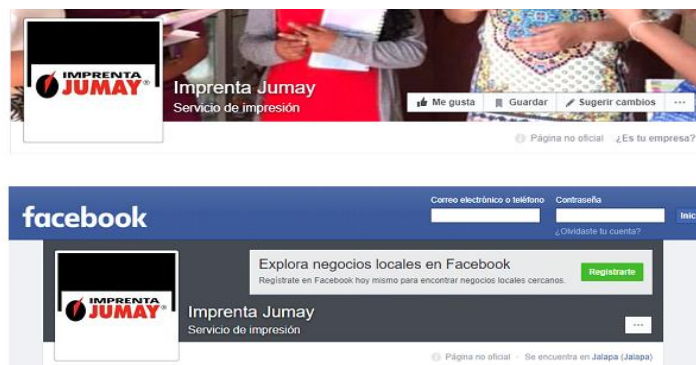 IMPRENTA
JUMAY
Imprenta Jumay
Servicio de impresión
Me gusta
Guardar
Sugerir cambios
Página no oficial
¿Es tu empresa?
Correo electrónico o teléfono
Contraseña
facebook
Inic
¿Olvidaste tu cuenta?
Explora negocios locales en Facebook
Regístrate en Facebook hoy mismo para encontrar negocios locales cercanos.
Registrarte
IMPRENTA
JUMAY
Imprenta Jumay
Servicio de impresión
Página no oficial · Se encuentra en Jalapa (Jalapa)